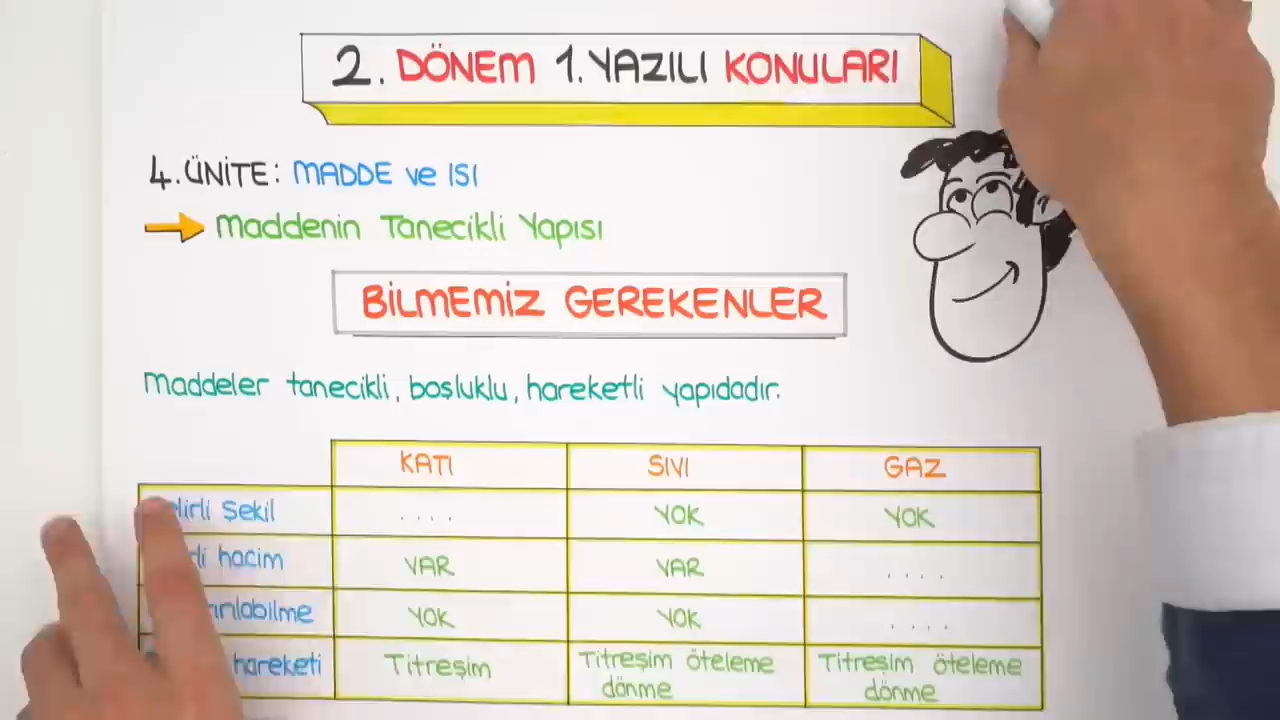 2. DÖNEM 1. YAZILI KONULARI
4. ÜNİTE: MADDE ve ISI
Maddenin Tanecikli Yapısı
BİLMEMİZ GEREKENLER
Maddeler tanecikli, boşluklu, hareketli yapıdadır.
KATI SIVI GAZ
Şekil .... YOK YOK
hacim VAR VAR ....
YOK YOK ....
hareketi Titreşim Titreşim öteleme dönme Titreşim öteleme dönme